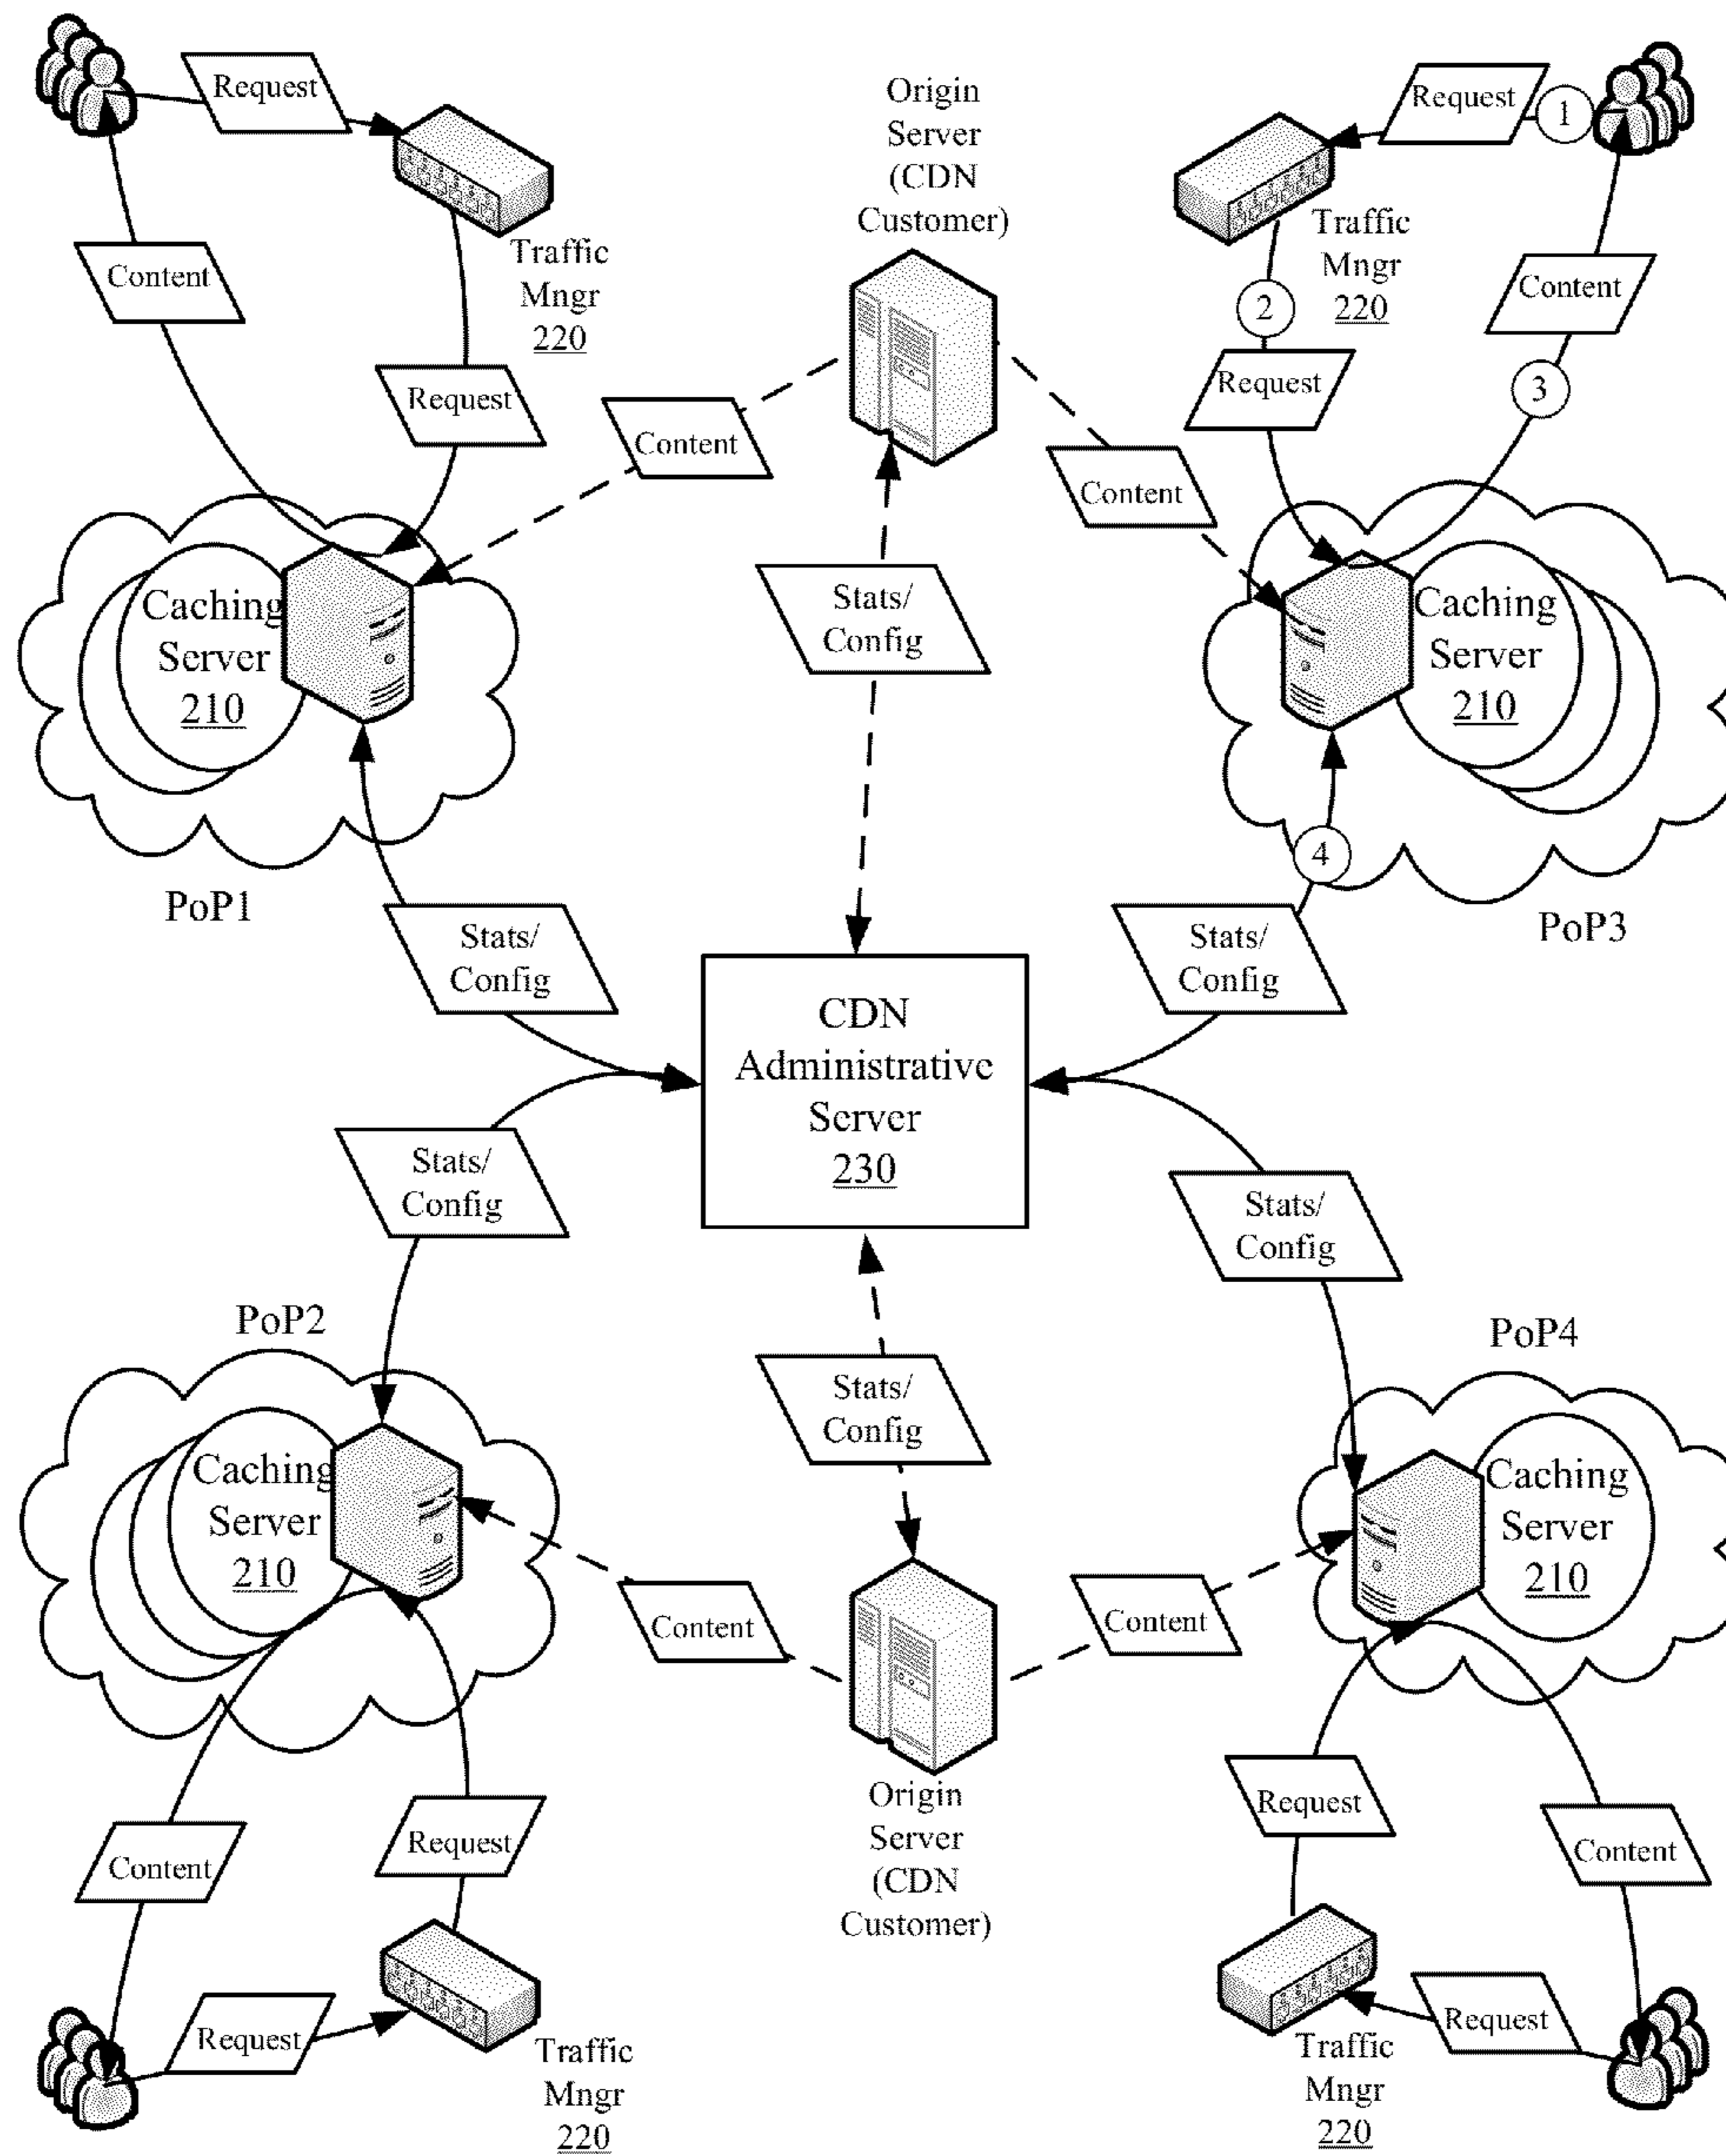 Request
Traffic
Mngr
220
Content
Request
Origin
Server
(CDN
Customer)
Request
1
Traffic
Mngr
220
2
Request
Content
3
Content
Content
Stats/
Config
Caching
Server
210
PoP1
Caching
Server
210
4
PoP3
Stats/
Config
Stats/
Config
CDN
Administrative
Server
230
Stats/
Config
Stats/
Config
PoP2
PoP4
Stats/
Config
Caching
Server
210
Caching
Server
210
Content
Content
Origin
Server
(CDN
Customer)
Content
Request
Request
Content
Request
Traffic
Mngr
220
Traffic
Mngr
220
Request